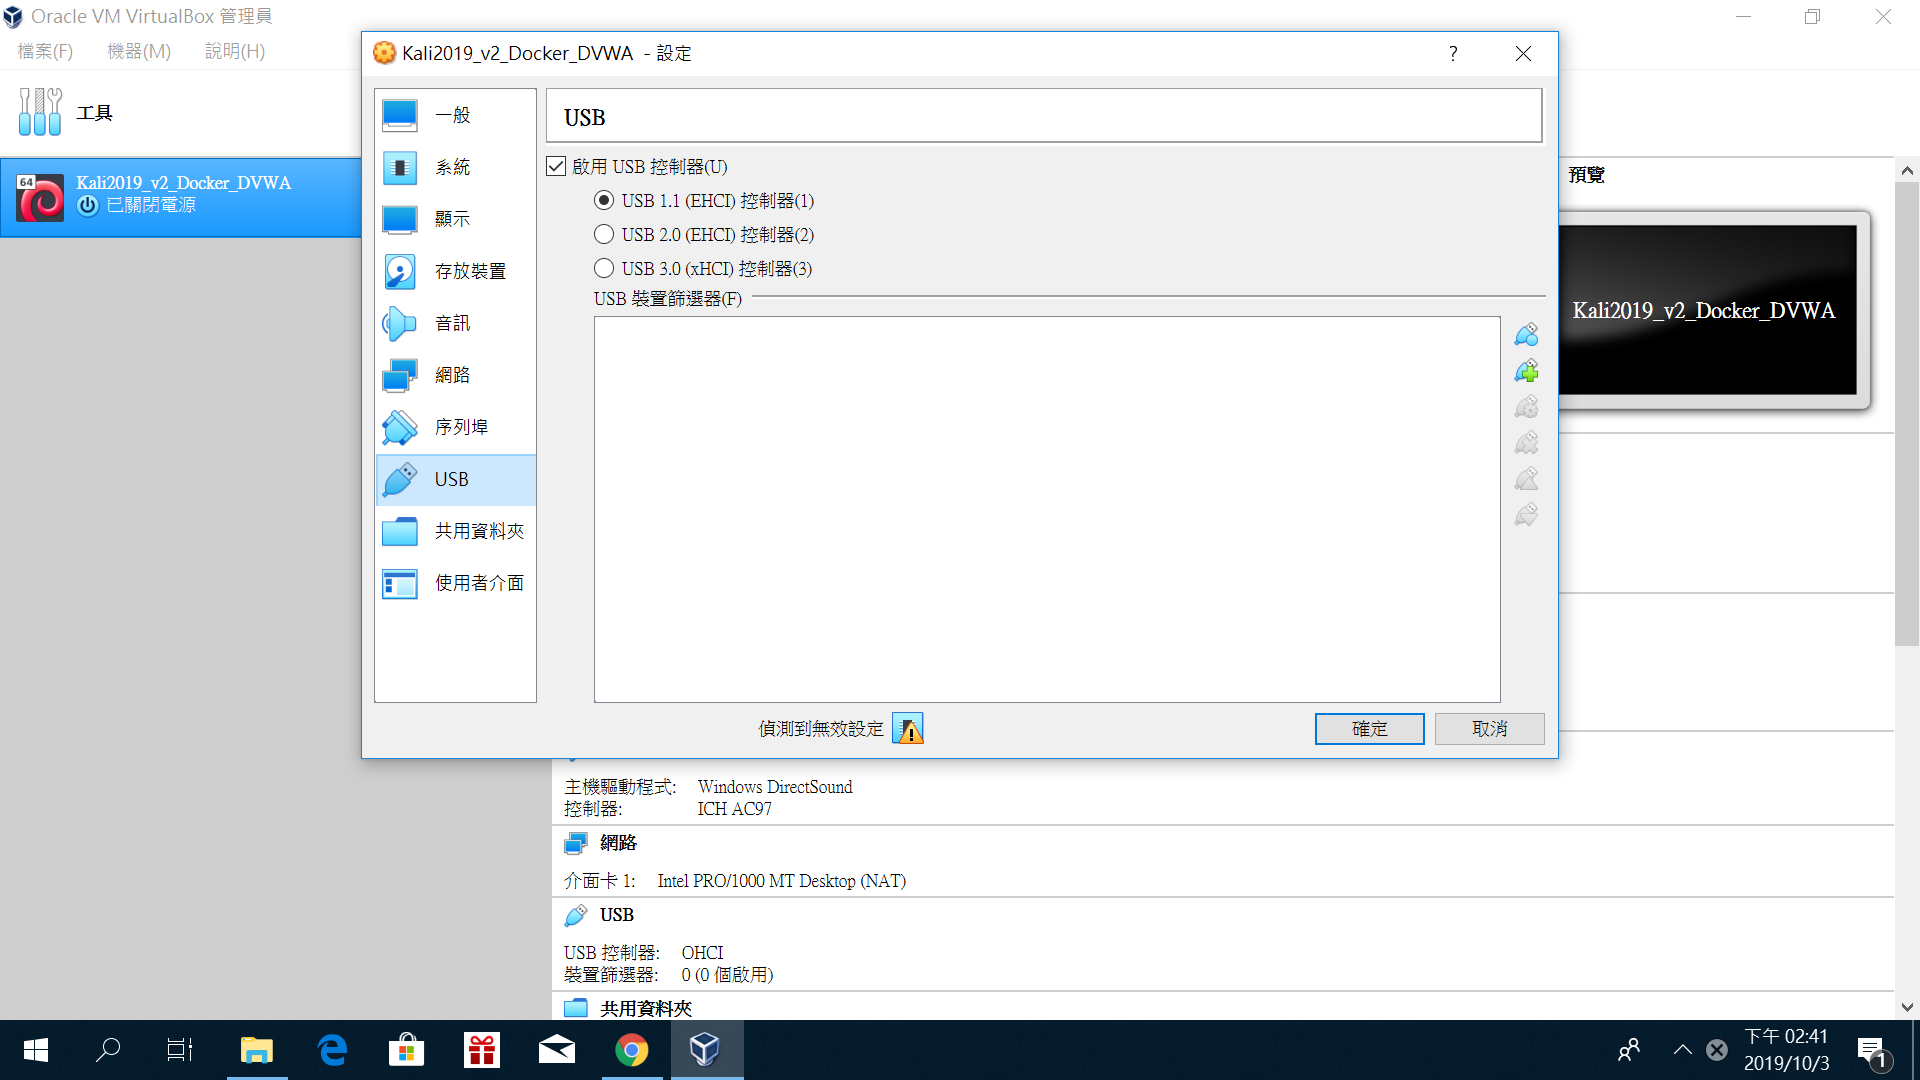 Oracle VM VirtualBox 管理員
檔案(F) 機器(M) 說明(H)
工具
64
Kali2019_v2_Docker_DVWA
已關閉電源
Kali2019_v2_Docker_DVWA - 設定
?
一般
系統
顯示
存放裝置
音訊
網路
序列埠
USB
共用資料夾
使用者介面
USB
啟用 USB 控制器(U)
USB 1.1 (EHCI) 控制器(1)
USB 2.0 (EHCI) 控制器(2)
USB 3.0 (xHCI) 控制器(3)
USB 裝置篩選器(F)
偵測到無效設定
確定
取消
預覽
Kali2019_v2_Docker_DVWA
主機驅動程式: Windows DirectSound
控制器: ICH AC97
網路
介面卡 1: Intel PRO/1000 MT Desktop (NAT)
USB
USB 控制器: OHCI
裝置篩選器: 0 (0 個啟用)
共用資料夾
下午 02:41
2019/10/3
1